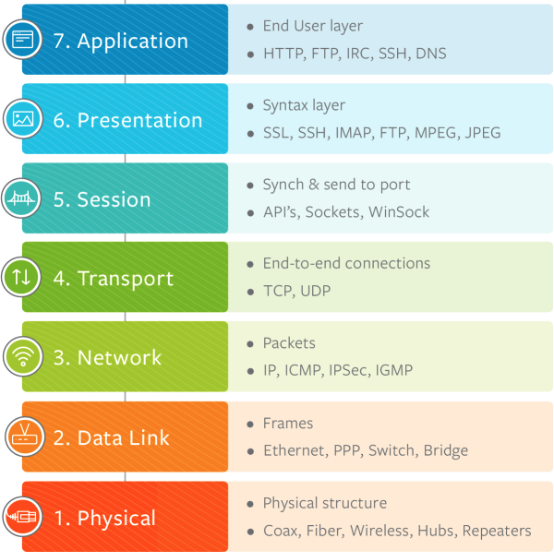 7. Application
● End User layer
● HTTP, FTP, IRC, SSH, DNS
6. Presentation
● Syntax layer
● SSL, SSH, IMAP, FTP, MPEG, JPEG
5. Session
● Synch & send to port
● API's, Sockets, WinSock
4. Transport
● End-to-end connections
● TCP, UDP
3. Network
● Packets
● IP, ICMP, IPSec, IGMP
2. Data Link
● Frames
● Ethernet, PPP, Switch, Bridge
1. Physical
● Physical structure
● Coax, Fiber, Wireless, Hubs, Repeaters